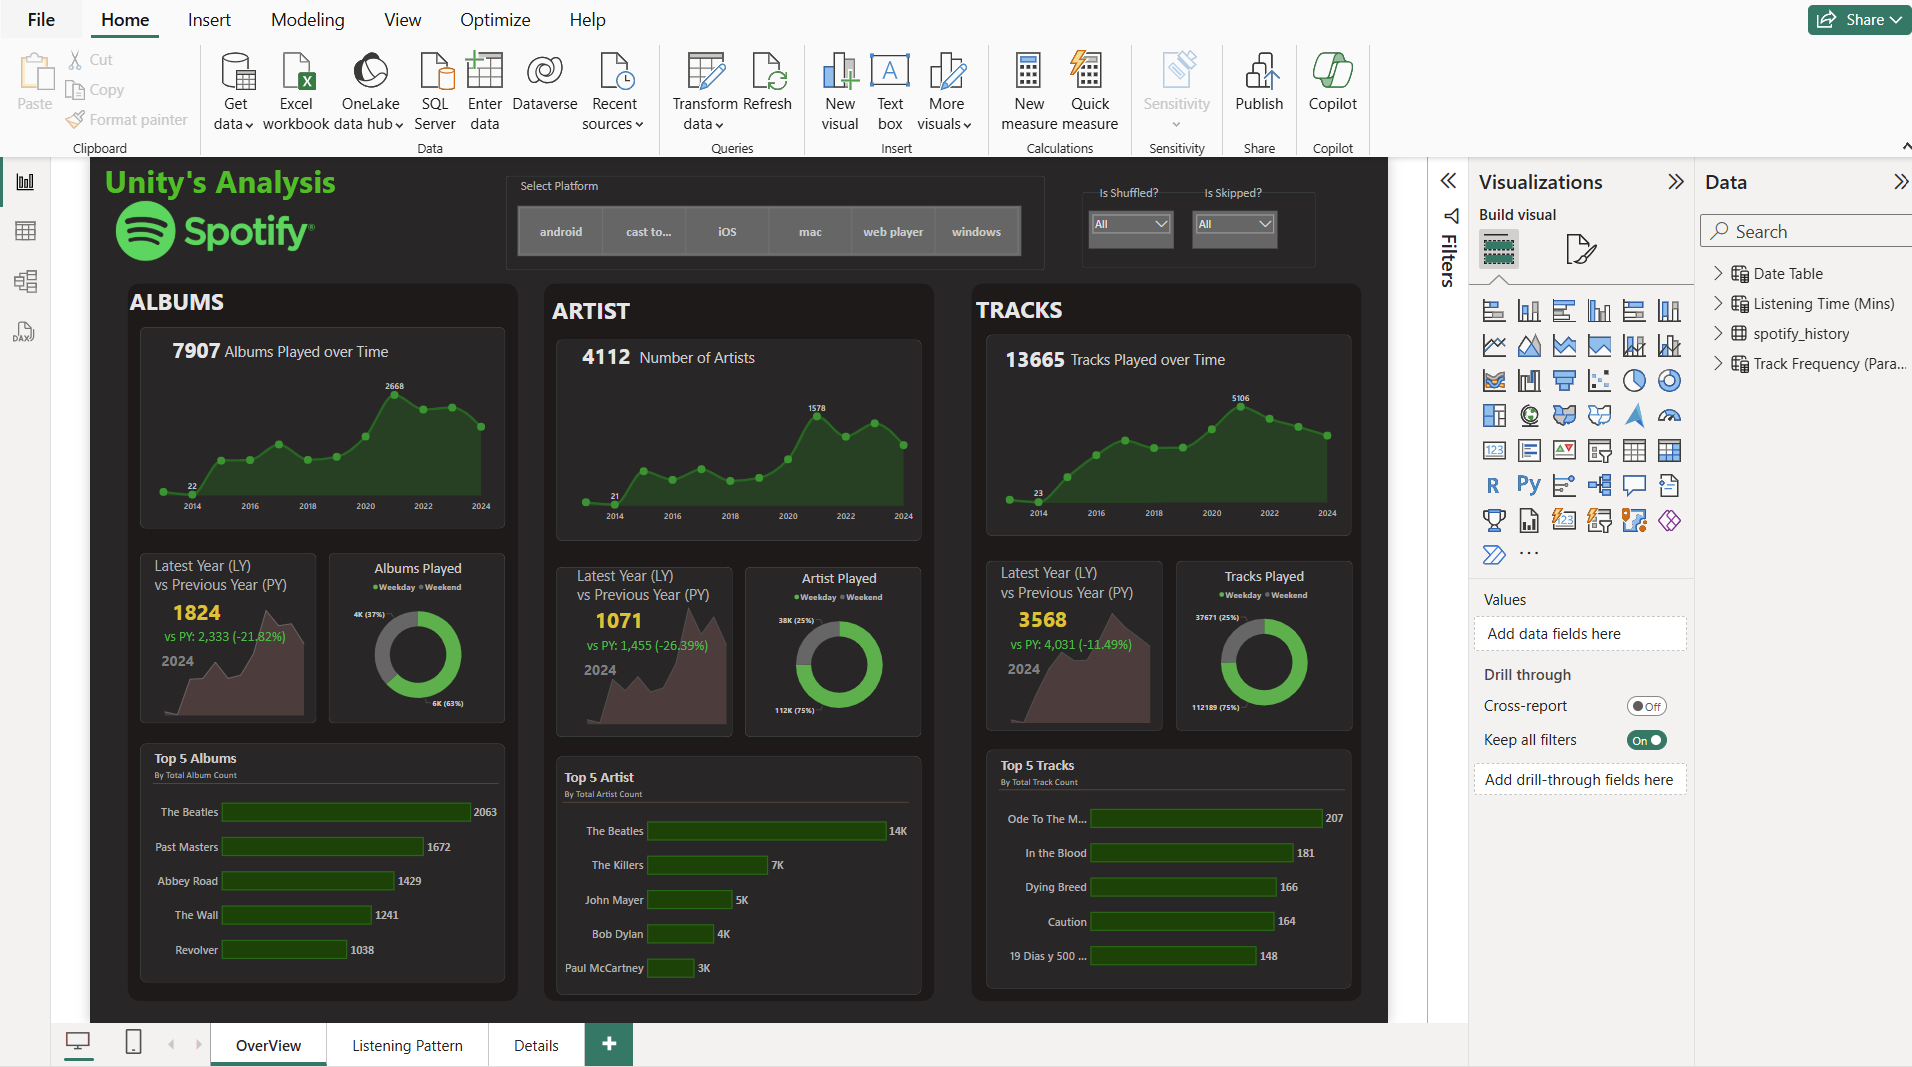 File
Home
Insert
Modeling
View
Optimize
Help
Share
Paste
Cut
Copy
Format painter
Clipboard
Get
data
Excel
workbook
OneLake
data hub
SQL
Server
Enter
data
Dataverse
Recent
sources
Data
Transform
data
Refresh
Queries
New
visual
Text
box
More
visuals
Insert
New
measure
Quick
measure
Calculations
Sensitivity
Sensitivity
Publish
Share
Copilot
Copilot
Unity's Analysis
Spotify
Select Platform
android
cast to...
iOS
mac
web player
windows
Is Shuffled?
All
Is Skipped?
All
ALBUMS
7907 Albums Played over Time
2668
22
2014 2016 2018 2020 2022 2024
Latest Year (LY)
vs Previous Year (PY)
1824
vs PY: 2,333 (-21.82%)
2024
Albums Played
Weekday Weekend
4K (37%)
6K (63%)
Top 5 Albums
By Total Album Count
The Beatles 2063
Past Masters 1672
Abbey Road 1429
The Wall 1241
Revolver 1038
ARTIST
4112 Number of Artists
1578
21
2014 2016 2018 2020 2022 2024
Latest Year (LY)
vs Previous Year (PY)
1071
vs PY: 1,455 (-26.39%)
2024
Artist Played
Weekday Weekend
38K (25%)
112K (75%)
Top 5 Artist
By Total Artist Count
The Beatles 14K
The Killers 7K
John Mayer 5K
Bob Dylan 4K
Paul McCartney 3K
TRACKS
13665 Tracks Played over Time
5106
23
2014 2016 2018 2020 2022 2024
Latest Year (LY)
vs Previous Year (PY)
3568
vs PY: 4,031 (-11.49%)
2024
Tracks Played
Weekday Weekend
37671 (25%)
112189 (75%)
Top 5 Tracks
By Total Track Count
Ode To The M... 207
In the Blood 181
Dying Breed 166
Caution 164
19 Dias y 500 ... 148
Filters
Visualizations
Build visual
123
R
Py
123
...
Values
Add data fields here
Drill through
Cross-report
Off
Keep all filters
On
Add drill-through fields here
Data
Search
Date Table
Listening Time (Mins)
spotify_history
Track Frequency (Para...
DAX
OverView
Listening Pattern
Details
+